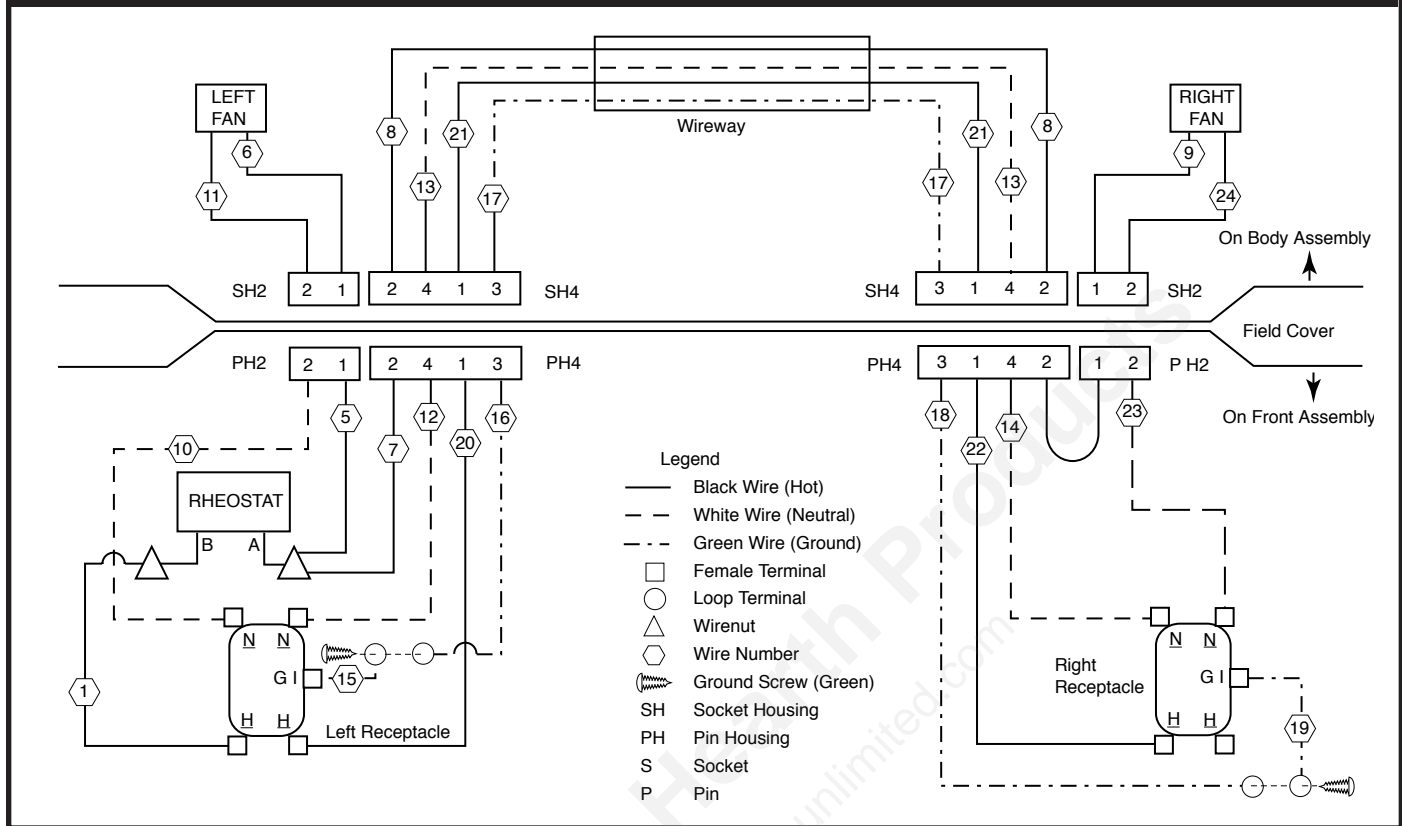 Wireway
LEFT
FAN
RIGHT
FAN
8
21
21
8
6
9
13
13
11
17
17
24
On Body Assembly
SH2
2 1
2 4 1 3
SH4
SH4
3 1 4 2
1 2
SH2
Field Cover
PH2
2 1
2 4 1 3
PH4
PH4
3 1 4 2
1 2
P H2
On Front Assembly
5
12
16
18
14
23
10
7
20
22
RHEOSTAT
B
A
Legend
Black Wire (Hot)
White Wire (Neutral)
Green Wire (Ground)
Female Terminal
Loop Terminal
Wirenut
Wire Number
Ground Screw (Green)
SH Socket Housing
PH Pin Housing
S Socket
P Pin
N N
G I
H H
15
1
Left Receptacle
N N
G I
H H
Right
Receptacle
19
Hearth Products
unlimited.com